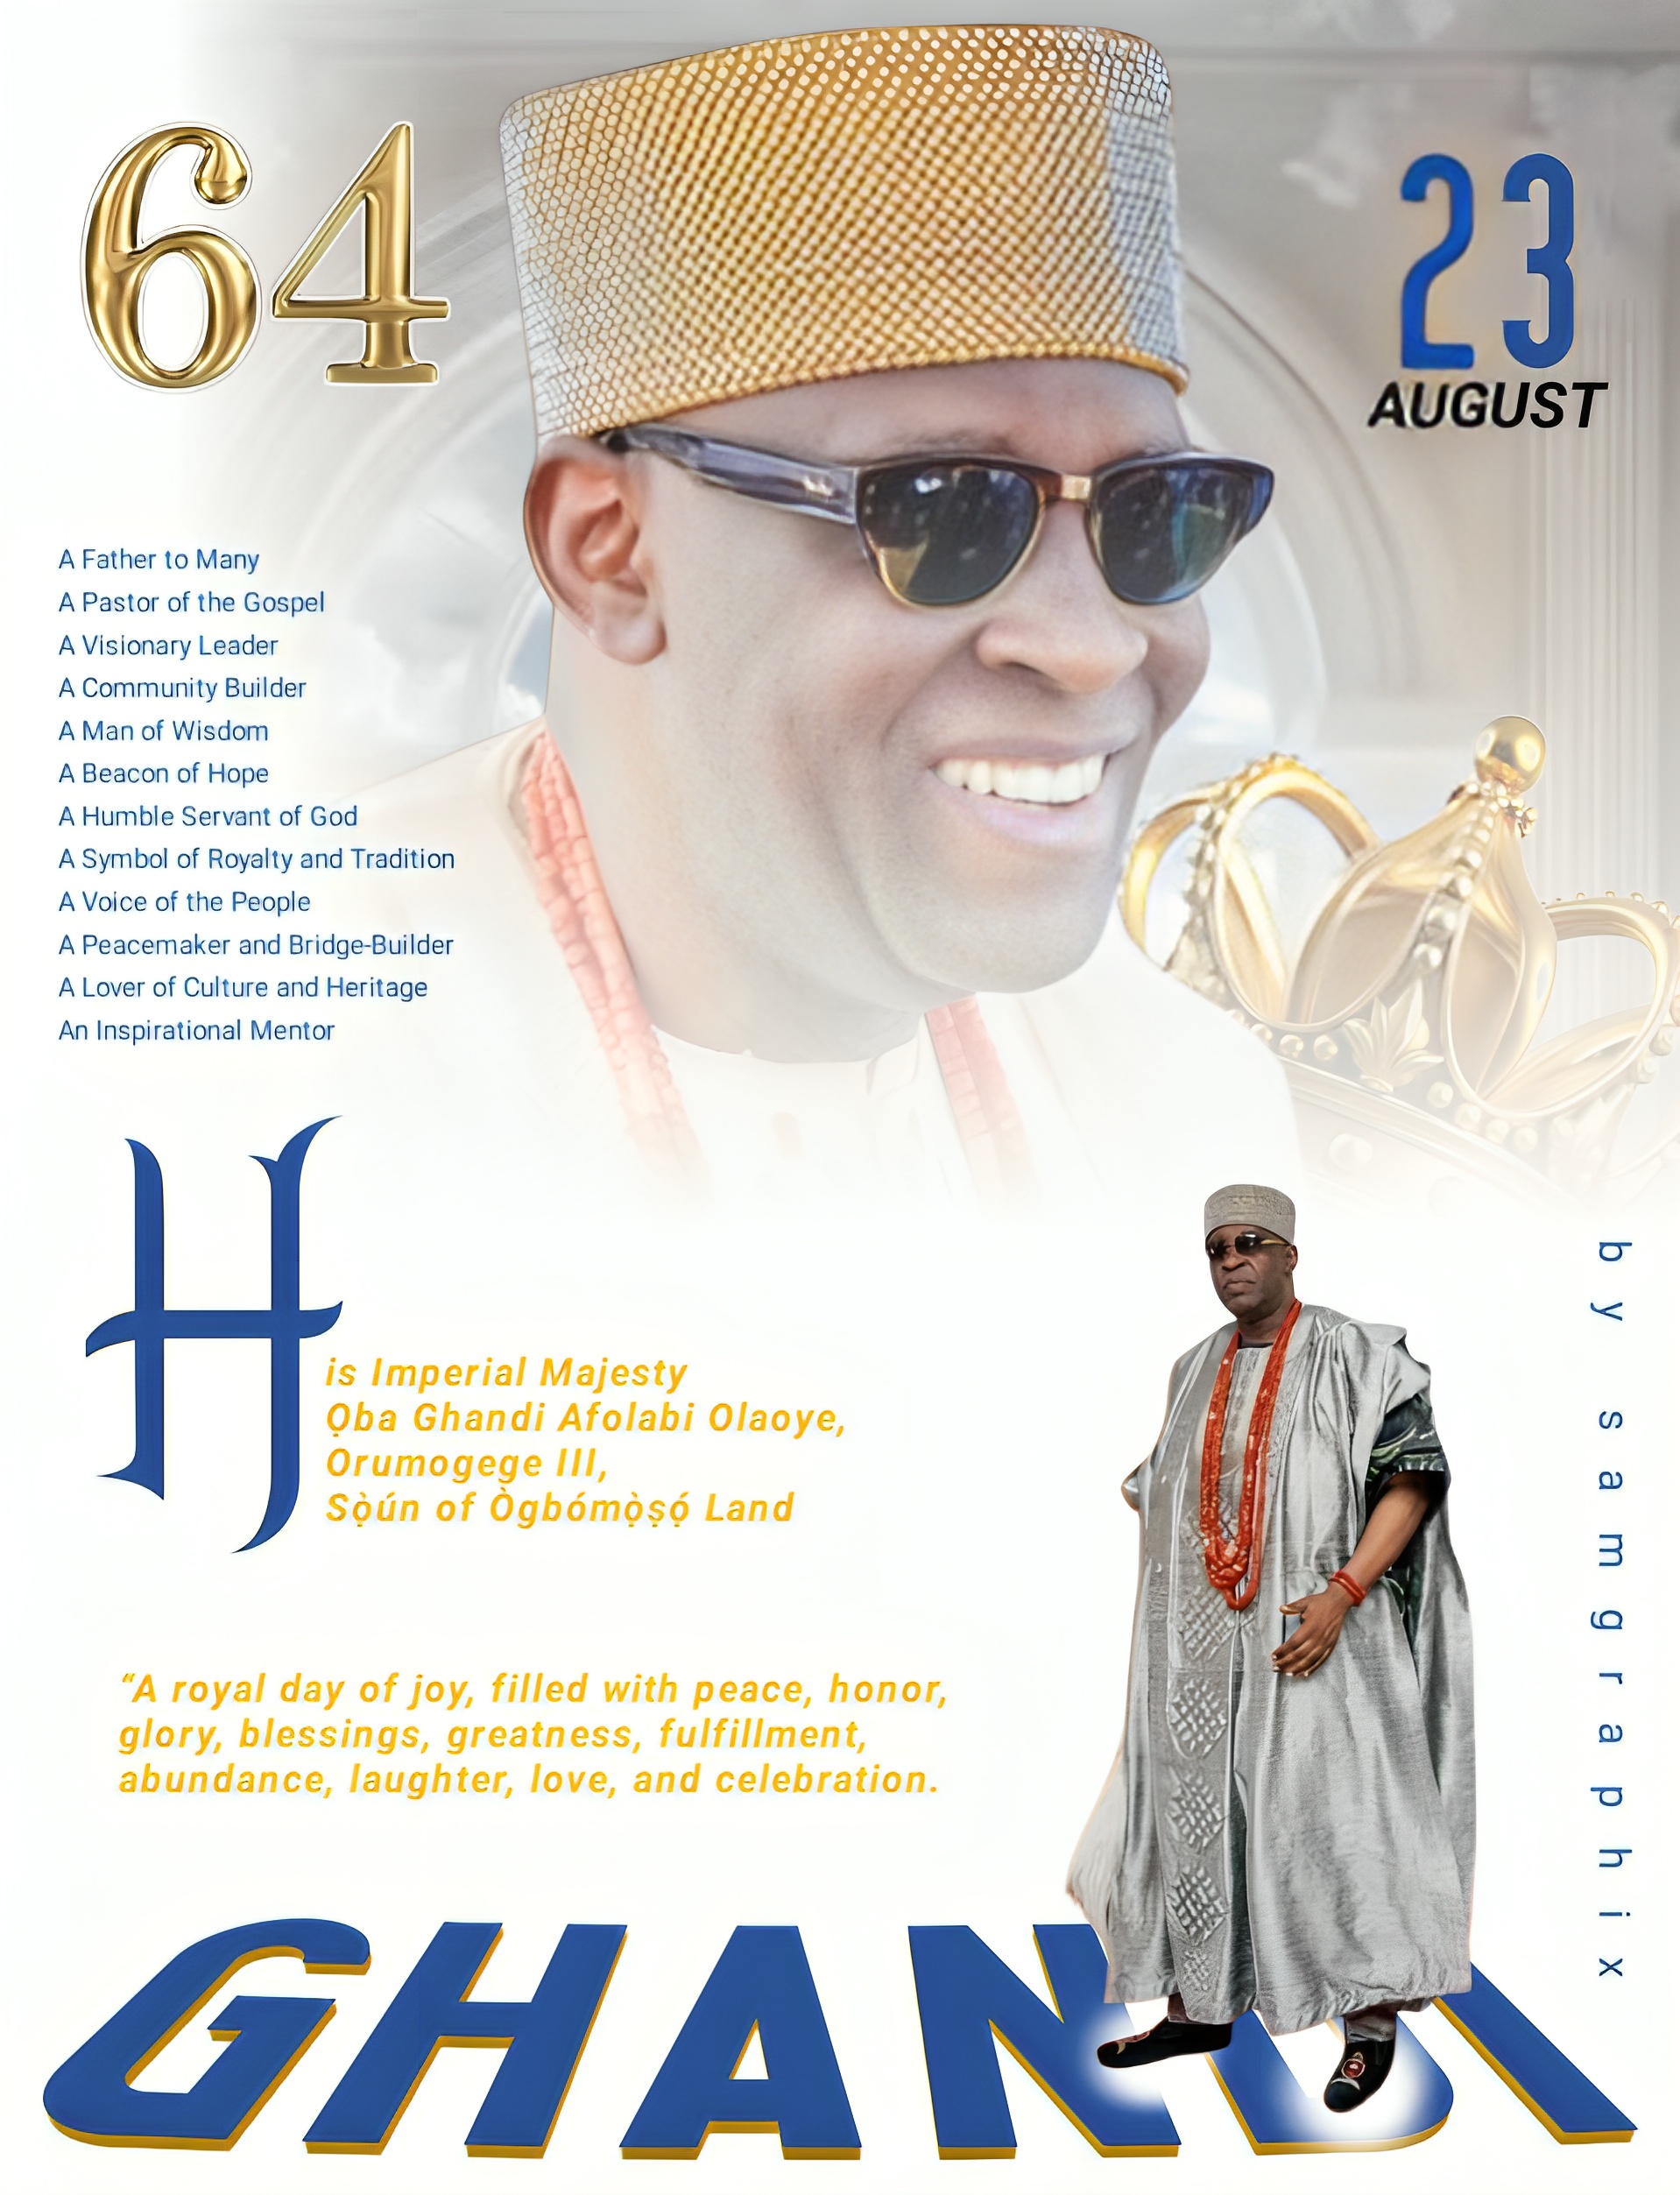 64
23
AUGUST
A Father to Many
A Pastor of the Gospel
A Visionary Leader
A Community Builder
A Man of Wisdom
A Beacon of Hope
A Humble Servant of God
A Symbol of Royalty and Tradition
A Voice of the People
A Peacemaker and Bridge-Builder
A Lover of Culture and Heritage
An Inspirational Mentor
His Imperial Majesty
Ọba Ghandi Afolabi Olaoye,
Orumogege III,
Sọ̀ún of Ògbómọ̀ṣọ́ Land
“A royal day of joy, filled with peace, honor,
glory, blessings, greatness, fulfillment,
abundance, laughter, love, and celebration.
GHANDI
by samgraphix